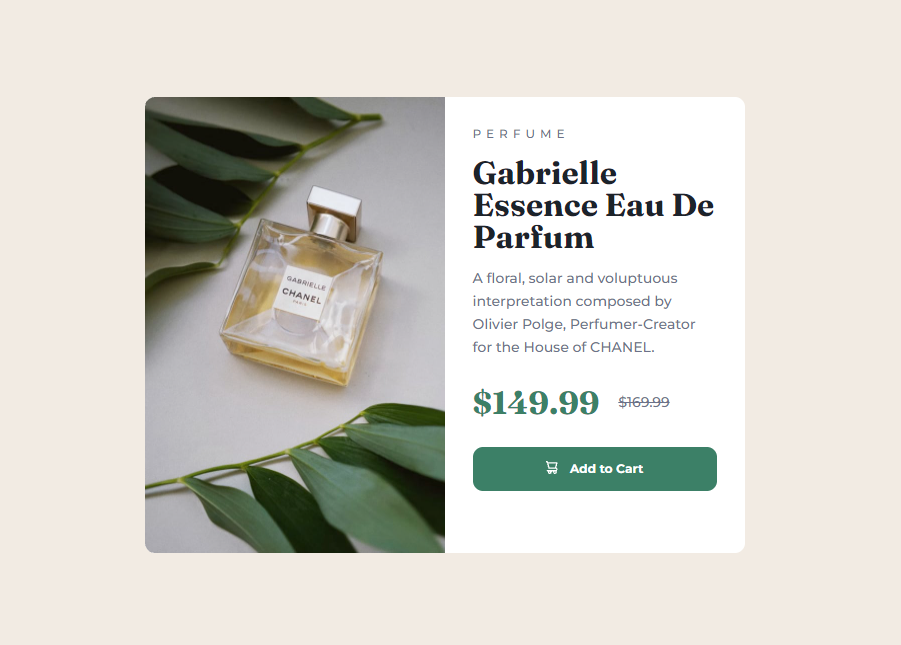 PERFUME
Gabrielle
Essence Eau De
Parfum
A floral, solar and voluptuous
interpretation composed by
Olivier Polge, Perfumer-Creator
for the House of CHANEL.
$149.99 $169.99
Add to Cart
GABRIELLE
CHANEL
PARIS